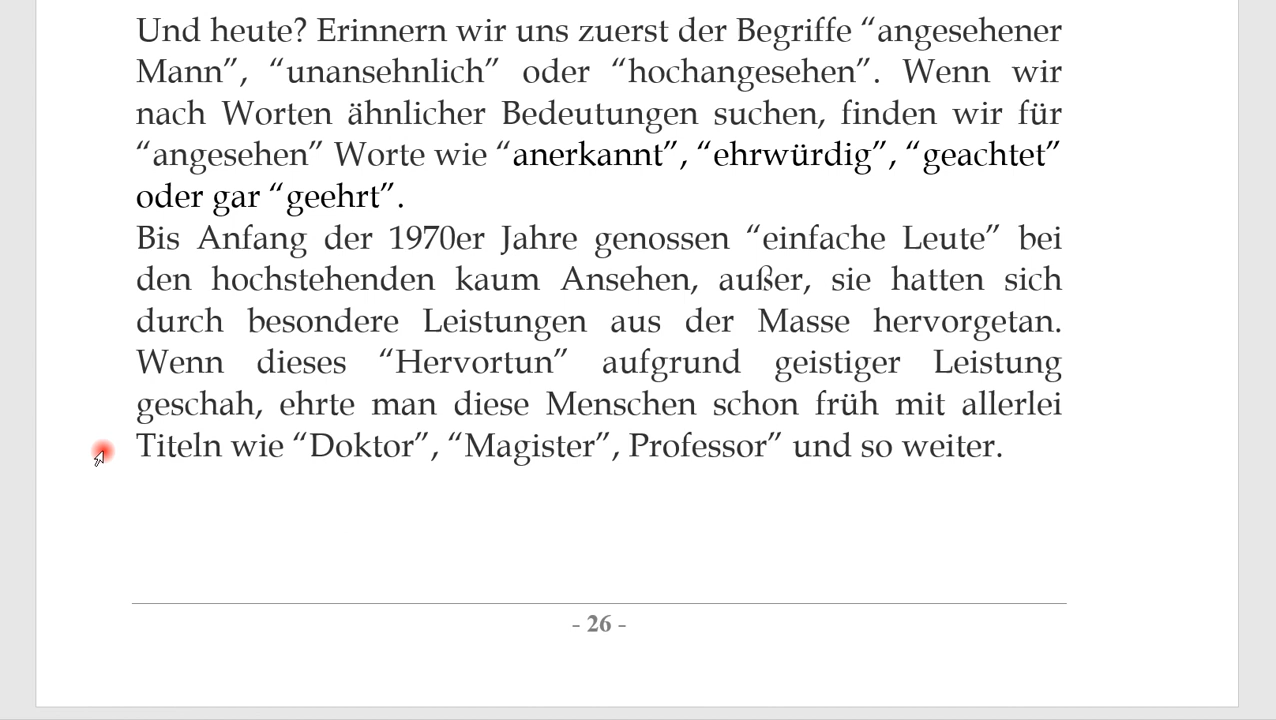 Und heute? Erinnern wir uns zuerst der Begriffe “angesehener
Mann”, “unansehnlich” oder “hochangesehen”. Wenn wir
nach Worten ähnlicher Bedeutungen suchen, finden wir für
“angesehen” Worte wie “anerkannt”, “ehrwürdig”, “geachtet”
oder gar “geehrt”.
Bis Anfang der 1970er Jahre genossen “einfache Leute” bei
den hochstehenden kaum Ansehen, außer, sie hatten sich
durch besondere Leistungen aus der Masse hervorgetan.
Wenn dieses “Hervortun” aufgrund geistiger Leistung
geschah, ehrte man diese Menschen schon früh mit allerlei
Titeln wie “Doktor”, “Magister”, Professor” und so weiter.
- 26 -